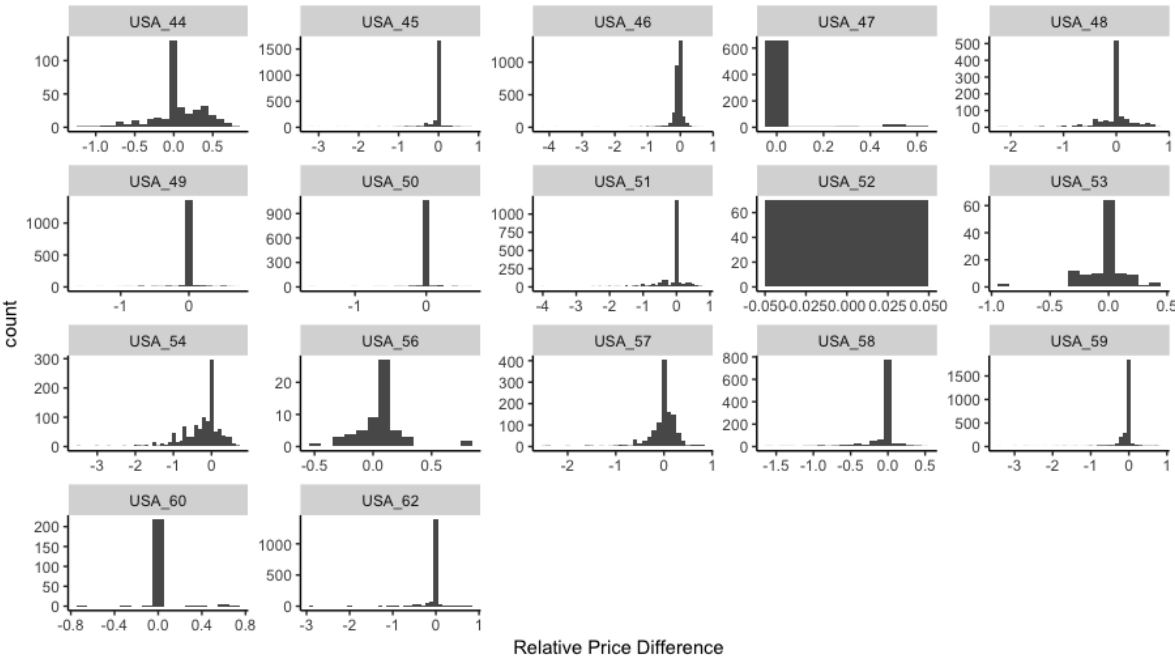 USA_44 USA_45 USA_46 USA_47 USA_48
100 50 0 1500 1000 500 0 1000 500 0 600 400 200 0 500 400 300 200 100 0
-1.0 -0.5 0.0 0.5 -3 -2 -1 0 1 -4 -3 -2 -1 0 1 0.0 0.2 0.4 0.6 -2 -1 0 1
USA_49 USA_50 USA_51 USA_52 USA_53
1000 500 0 900 600 300 0 1000 750 500 250 0 60 40 20 0 60 40 20 0
-1 0 -1 0 -4 -3 -2 -1 0 1 -0.050 -0.025 0.000 0.025 0.050 -1.0 -0.5 0.0 0.5
count
USA_54 USA_56 USA_57 USA_58 USA_59
300 200 100 0 20 10 0 400 300 200 100 0 800 600 400 200 0 1500 1000 500 0
-3 -2 -1 0 -0.5 0.0 0.5 -2 -1 0 1 -1.5 -1.0 -0.5 0.0 0.5 -3 -2 -1 0 1
USA_60 USA_62
200 150 100 50 0 1000 500 0
-0.8 -0.4 0.0 0.4 0.8 -3 -2 -1 0 1
Relative Price Difference